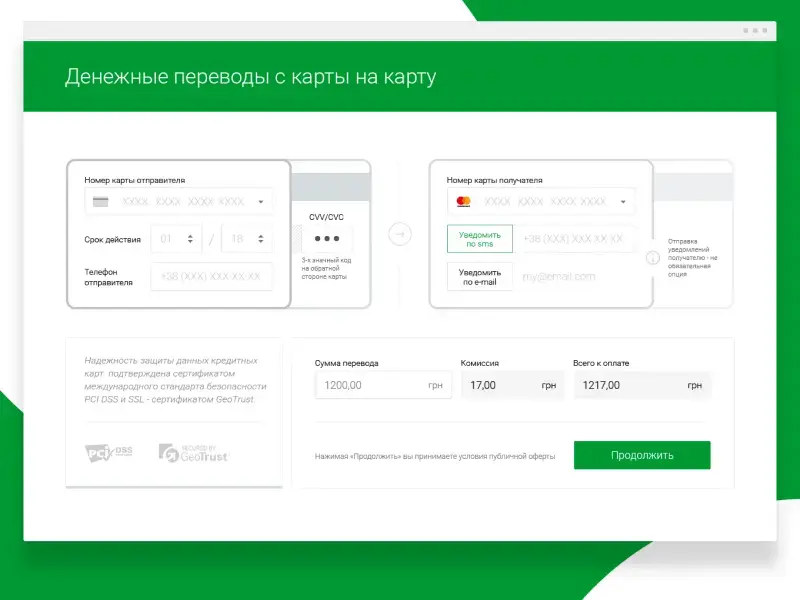 Денежные переводы с карты на карту
Номер карты отправителя
XXXX XXXX XXXX XXXX
Срок действия
01 / 18
Телефон
отправителя
+38 (XXX) XXX XX XX
CVV/CVC
3-х значный код
на обратной
стороне карты
Номер карты получателя
XXXX XXXX XXXX XXXX
Уведомить
по sms
+38 (XXX) XXX XX XX
Уведомить
по e-mail
my@email.com
Отправка
уведомлений
получателю - не
обязательная
опция
Надежность защиты данных кредитных
карт подтверждена сертификатом
международного стандарта безопасности
PCI DSS и SSL - сертификатом GeoTrust
PCI DSS
SECURED BY
GeoTrust
Сумма перевода
1200,00 грн
Комиссия
17,00 грн
Всего к оплате
1217,00 грн
Нажимая «Продолжить» вы принимаете условия публичной оферты
Продолжить